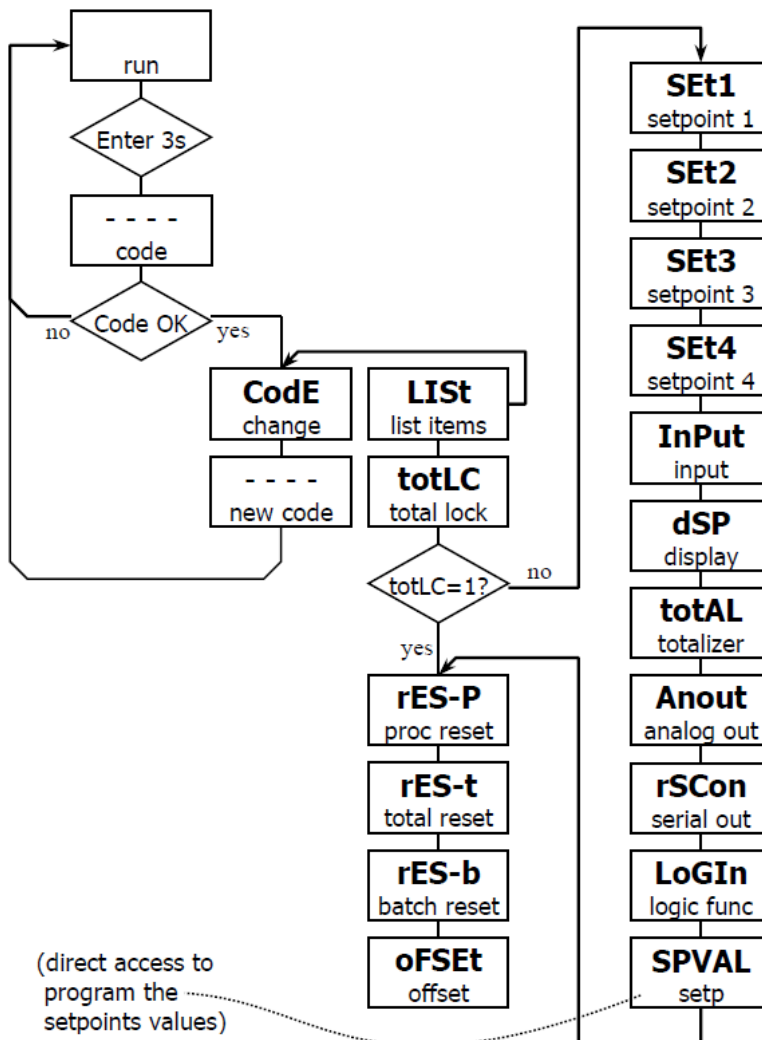 run
Enter 3s
- - - -
code
Code OK
no
yes
CodE
change
- - - -
new code
LISt
list items
totLC
total lock
totLC=1?
no
yes
rES-P
proc reset
rES-t
total reset
rES-b
batch reset
oFSEt
offset
SEt1
setpoint 1
SEt2
setpoint 2
SEt3
setpoint 3
SEt4
setpoint 4
InPut
input
dSP
display
totAL
totalizer
Anout
analog out
rSCon
serial out
LoGIn
logic func
SPVAL
setp
(direct access to
program the
setpoints values)